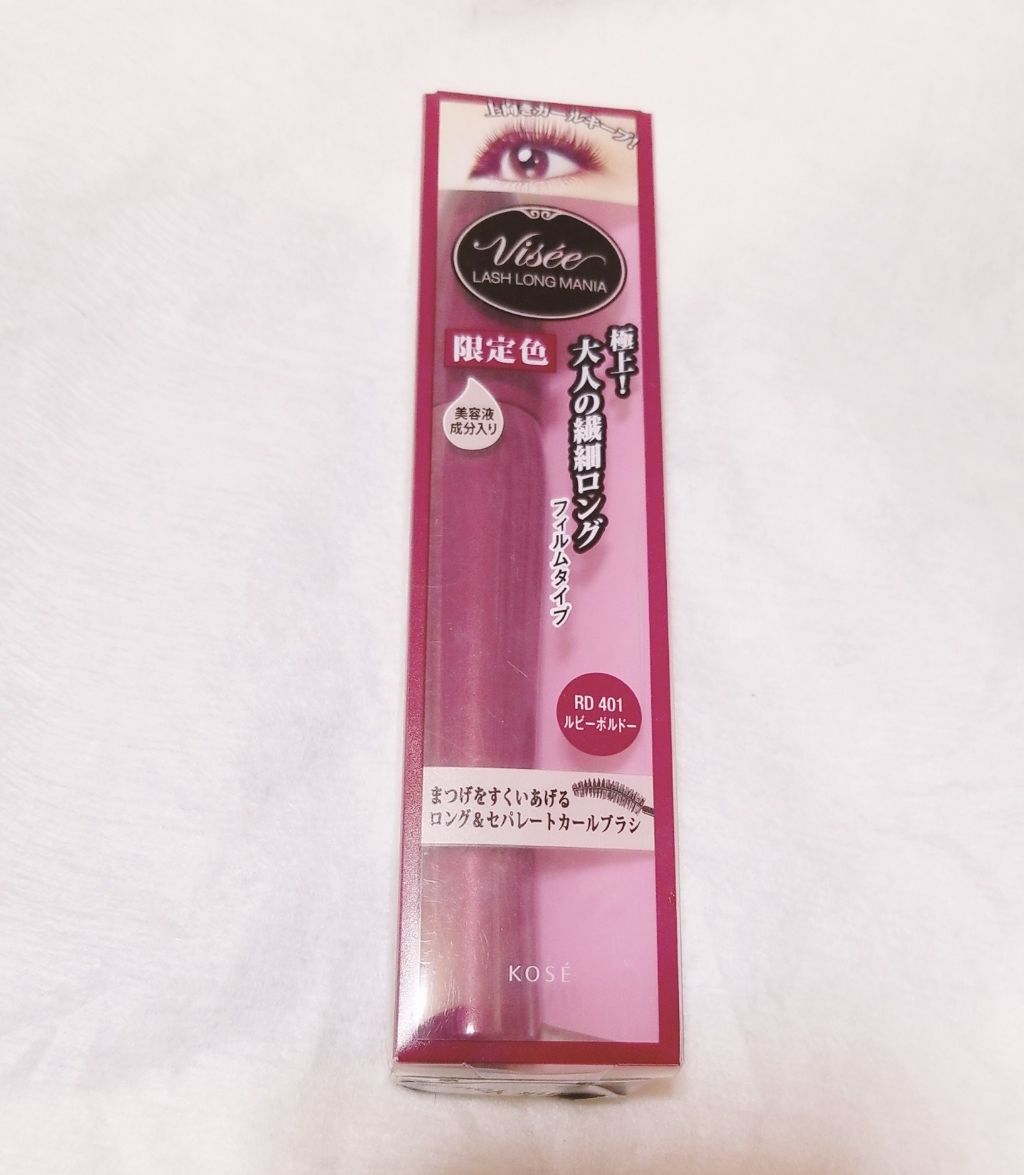 上向きカールキープ!
Visée
LASH LONG MANIA
限定色
極上!
大人の繊細ロング
フィルムタイプ
美容液
成分入り
RD 401
ルビーボルドー
まつげをすくいあげる
ロング&セパレートカールブラシ
KOSÉ